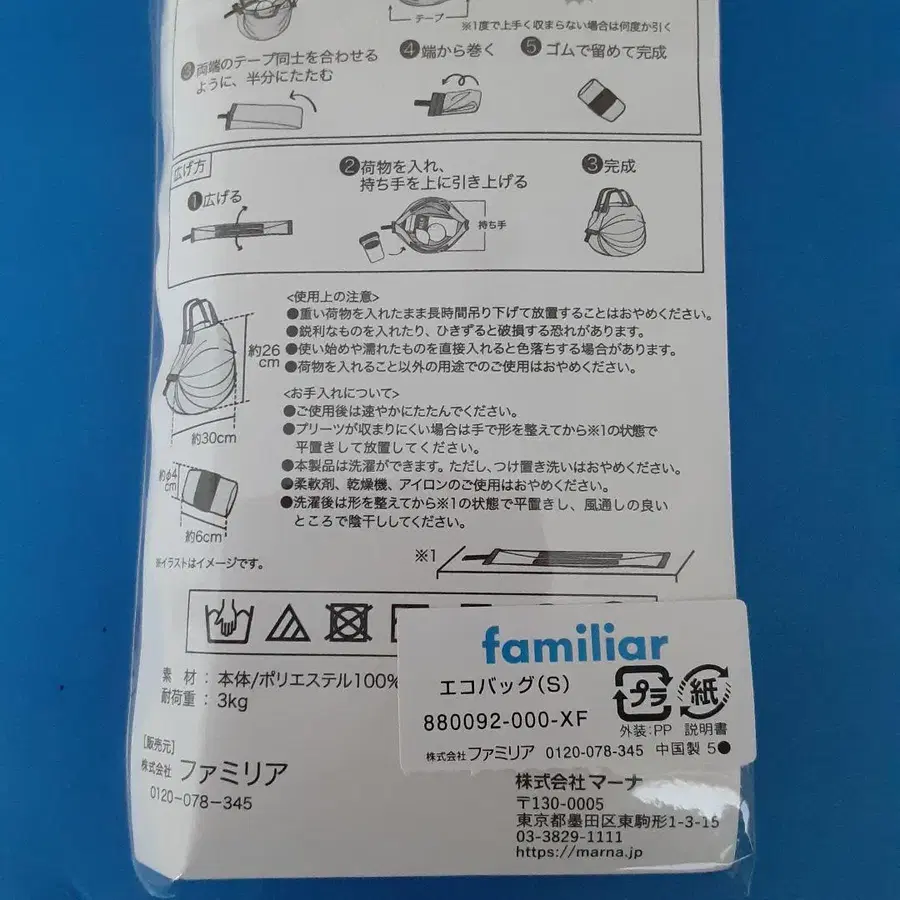 テープ
※1度で上手く収まらない場合は何度か引く
❸両端のテープ同士を合わせる
ように、半分にたたむ
❹端から巻く
❺ゴムで留めて完成
広げ方
❶広げる
❷荷物を入れ、
持ち手を上に引き上げる
持ち手
❸完成
約26
cm
約30cm
約φ4
cm
約6cm
※イラストはイメージです。
<使用上の注意>
●重い荷物を入れたまま長時間吊り下げて放置することはおやめください。
●鋭利なものを入れたり、ひきずると破損する恐れがあります。
●使い始めや濡れたものを直接入れると色落ちする場合があります。
●荷物を入れること以外の用途でのご使用はおやめください。
<お手入れについて>
●ご使用後は速やかにたたんでください。
●プリーツが収まりにくい場合は手で形を整えてから※1の状態で
平置きして放置してください。
●本製品は洗濯ができます。ただし、つけ置き洗いはおやめください。
●柔軟剤、乾燥機、アイロンのご使用はおやめください。
●洗濯後は形を整えてから※1の状態で平置きし、風通しの良い
ところで陰干ししてください。
※1
素 材：本体/ポリエステル100%
耐荷重：3kg
[販売元]
株式会社 ファミリア
0120-078-345
familiar
エコバッグ(S)
880092-000-XF
プラ
紙
外装:PP 説明書
株式会社 ファミリア 0120-078-345 中国製 5●
株式会社マーナ
〒130-0005
東京都墨田区東駒形1-3-15
03-3829-1111
https://marna.jp